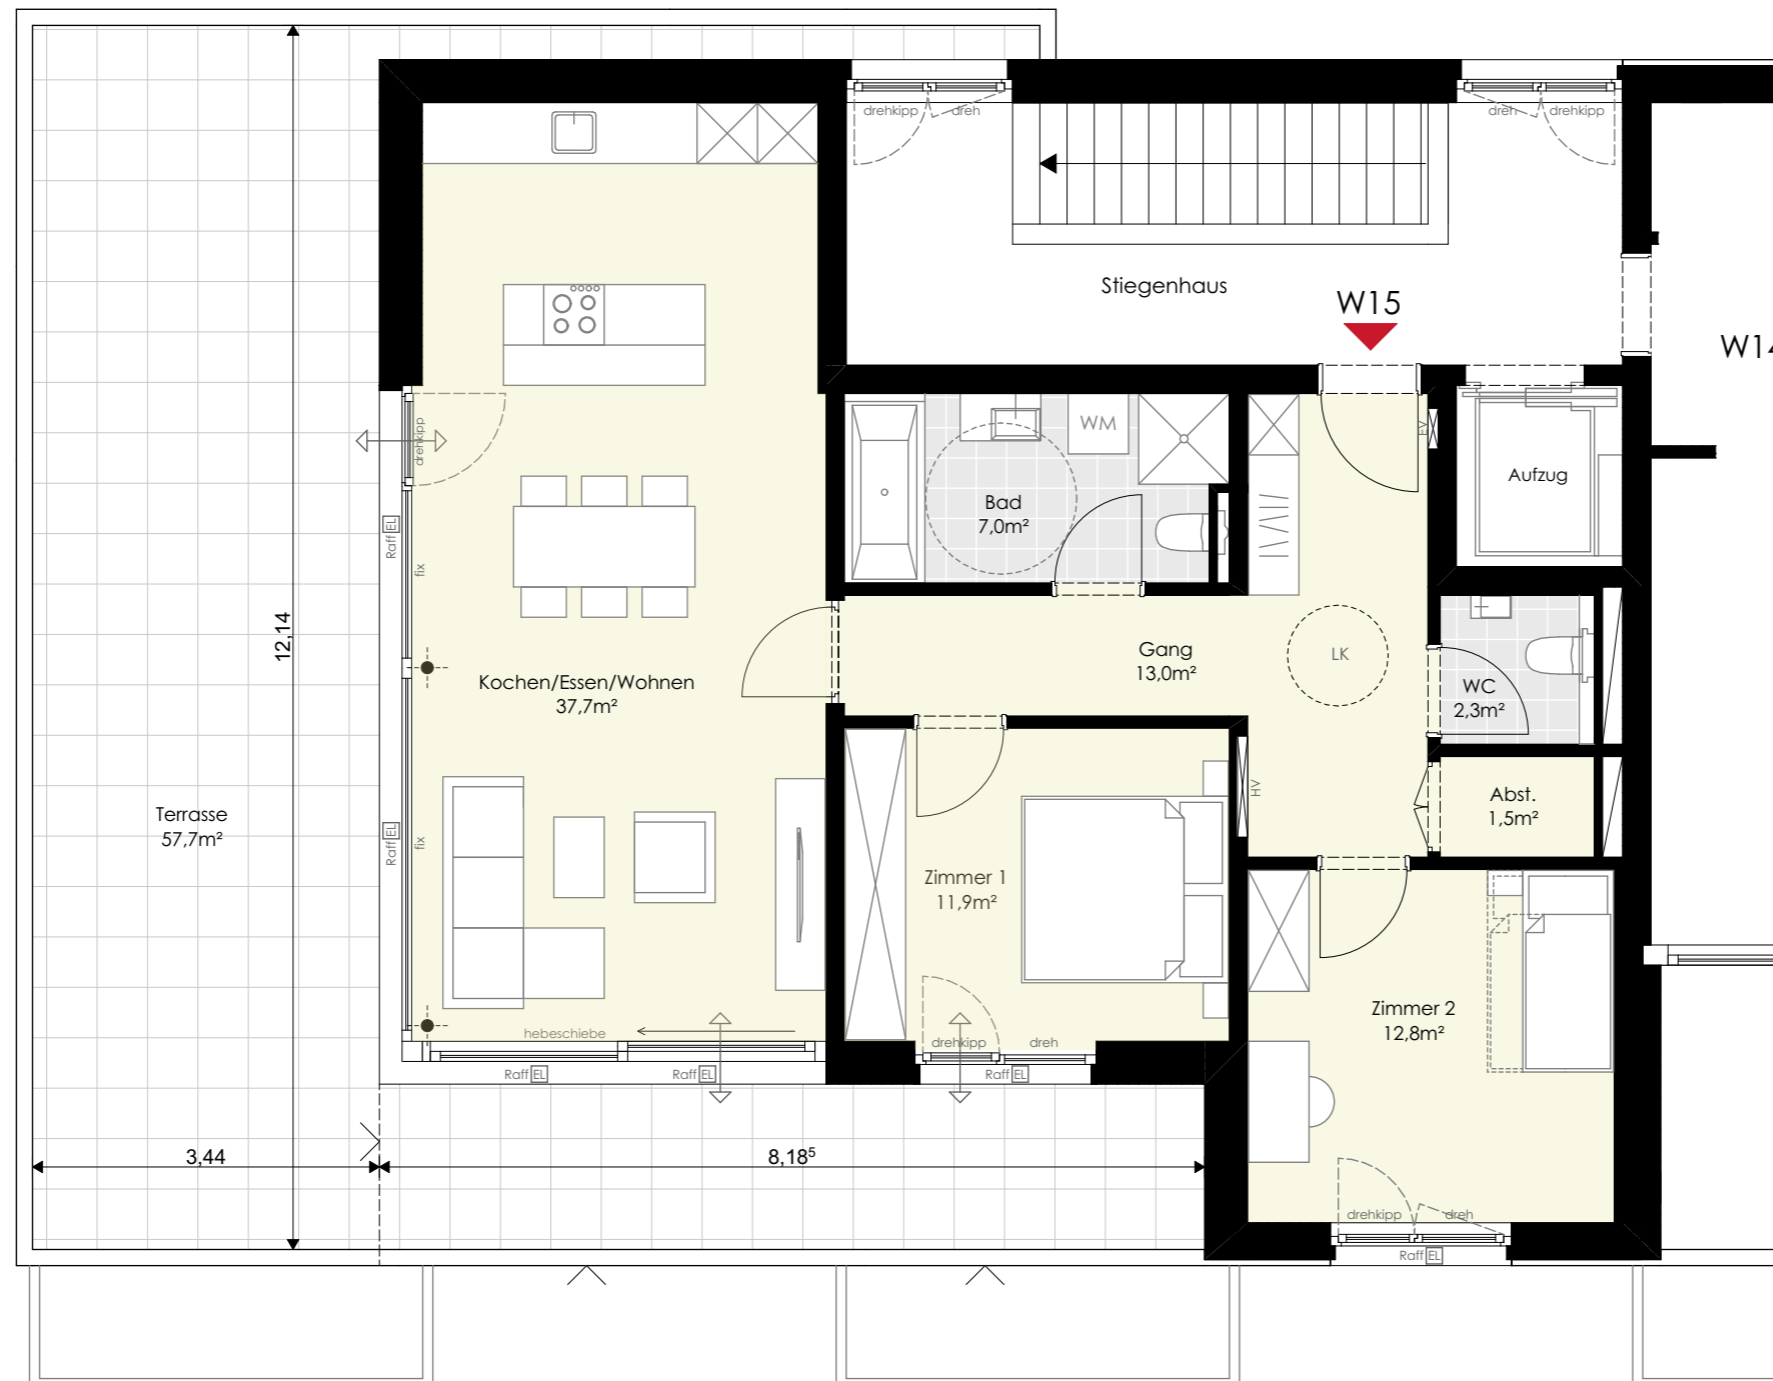 drehkipp
dreh
dreh
drehkipp
Stiegenhaus
W15
W14
drehkipp
WM
EV
Aufzug
Bad
7,0m²
Raff EL
fix
12,14
Kochen/Essen/Wohnen
37,7m²
Gang
13,0m²
LK
WC
2,3m²
HV
Abst.
1,5m²
Terrasse
57,7m²
Raff EL
fix
Zimmer 1
11,9m²
Zimmer 2
12,8m²
hebeschiebe
drehkipp
dreh
Raff EL
Raff EL
Raff EL
3,44
8,18⁵
drehkipp
dreh
Raff EL